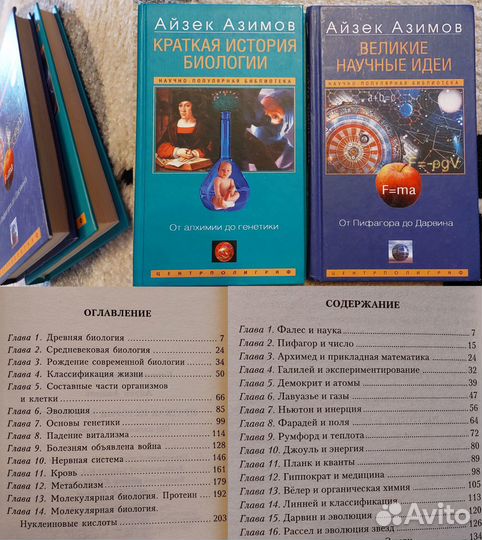 Айзек Азимов
КРАТКАЯ ИСТОРИЯ
БИОЛОГИИ
НАУЧНО-ПОПУЛЯРНАЯ БИБЛИОТЕКА
От алхимии до генетики
ЦЕНТРПОЛИГРАФ
Айзек Азимов
ВЕЛИКИЕ
НАУЧНЫЕ ИДЕИ
НАУЧНО-ПОПУЛЯРНАЯ БИБЛИОТЕКА
F=-ρgV
F=ma
От Пифагора до Дарвина
ЦЕНТРПОЛИГРАФ
ОГЛАВЛЕНИЕ
Глава 1. Древняя биология 7
Глава 2. Средневековая биология 24
Глава 3. Рождение современной биологии 34
Глава 4. Классификация жизни 50
Глава 5. Составные части организмов
и клетки 66
Глава 6. Эволюция 85
Глава 7. Основы генетики 99
Глава 8. Падение витализма 114
Глава 9. Болезням объявлена война 128
Глава 10. Нервная система 146
Глава 11. Кровь 161
Глава 12. Метаболизм 179
Глава 13. Молекулярная биология. Протеин 192
Глава 14. Молекулярная биология.
Нуклеиновые кислоты 203
СОДЕРЖАНИЕ
Глава 1. Фалес и наука 7
Глава 2. Пифагор и число 15
Глава 3. Архимед и прикладная математика 24
Глава 4. Галилей и экспериментирование 32
Глава 5. Демокрит и атомы 39
Глава 6. Лавуазье и газы 47
Глава 7. Ньютон и инерция 56
Глава 8. Фарадей и поля 64
Глава 9. Румфорд и теплота 72
Глава 10. Джоуль и энергия 80
Глава 11. Планк и кванты 89
Глава 12. Гиппократ и медицина 98
Глава 13. Вёлер и органическая химия 105
Глава 14. Линней и классификация 113
Глава 15. Дарвин и эволюция 120
Глава 16. Рассел и эволюция звезд 126
134
Avito